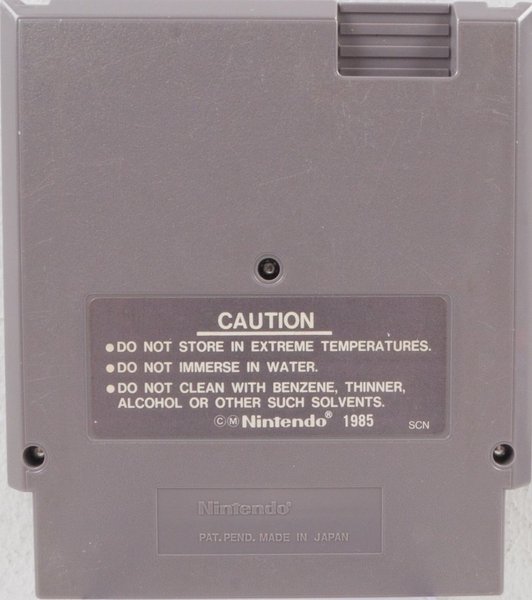 CAUTION
•DO NOT STORE IN EXTREME TEMPERATURES.
•DO NOT IMMERSE IN WATER.
•DO NOT CLEAN WITH BENZENE, THINNER,
ALCOHOL OR OTHER SUCH SOLVENTS.
©Ⓜ Nintendo® 1985 SCN
Nintendo®
PAT. PEND. MADE IN JAPAN